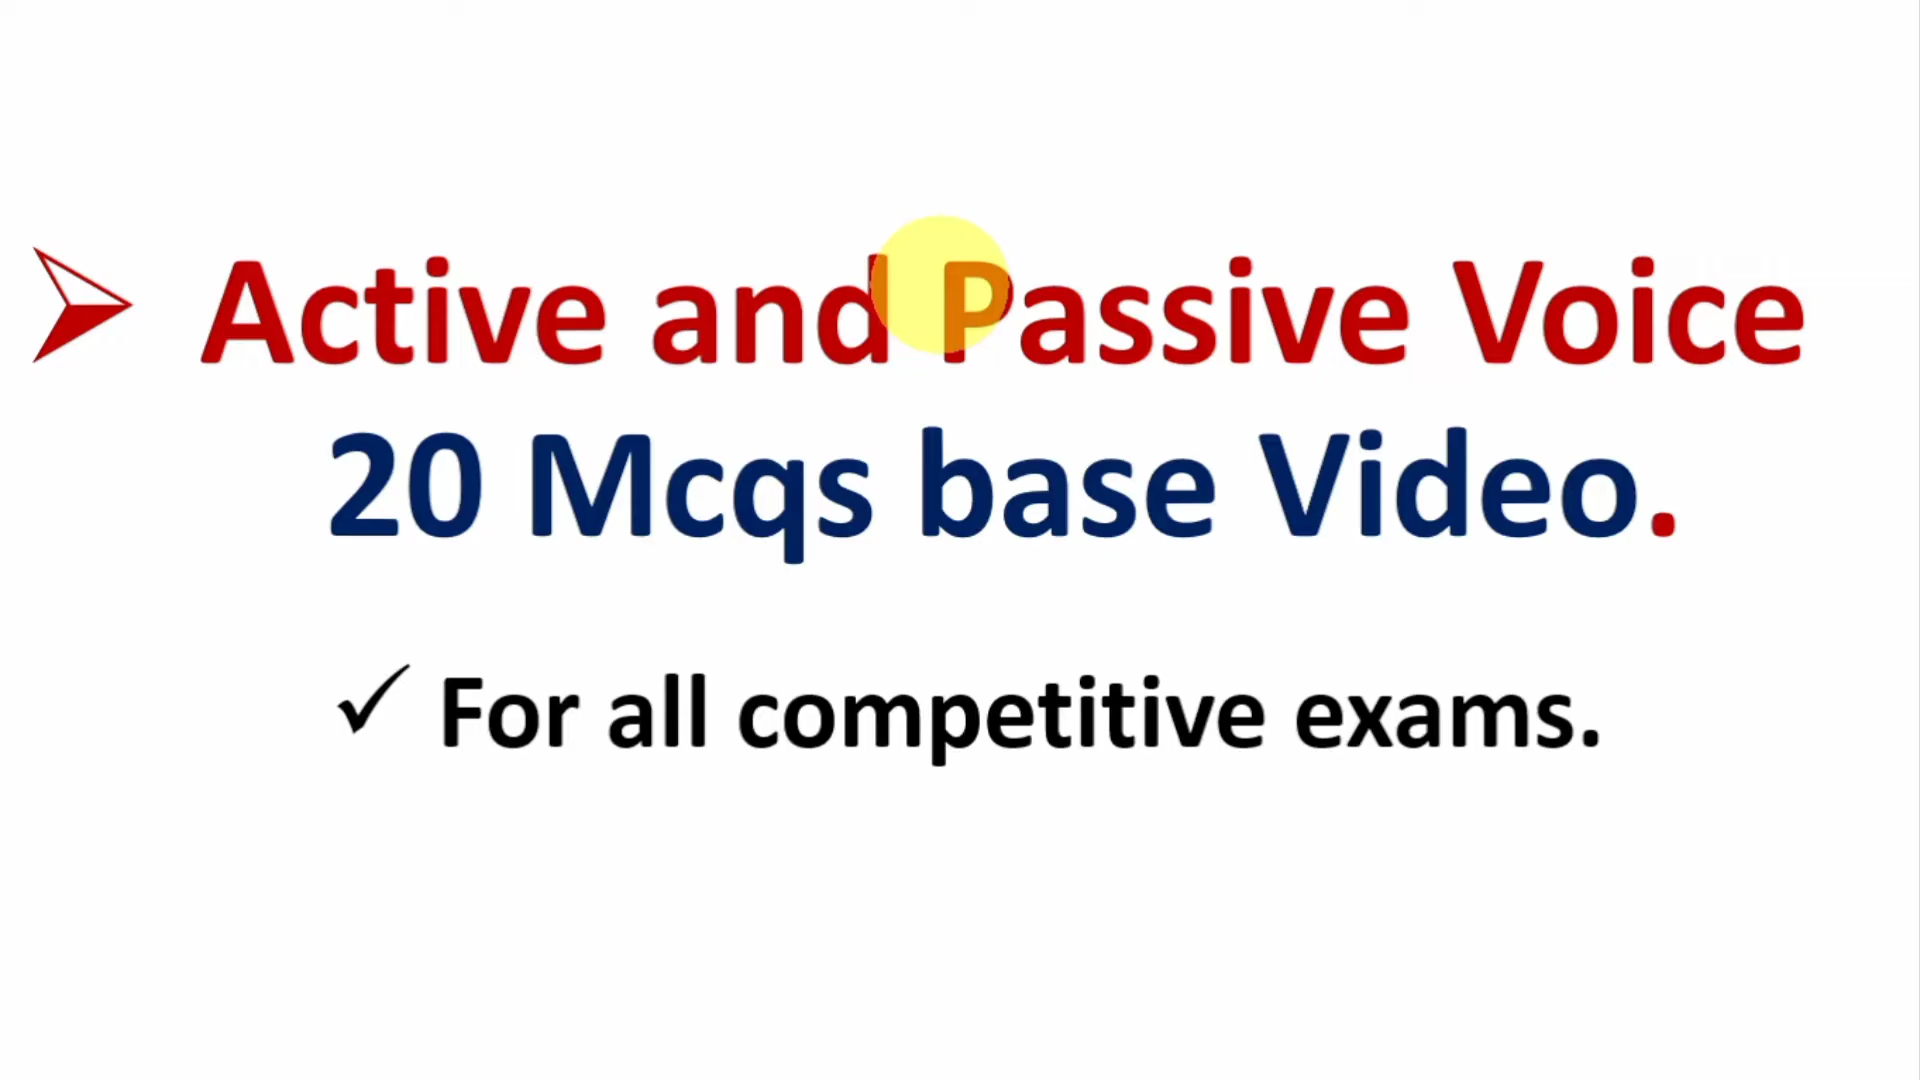 Active and Passive Voice
20 Mcqs base Video.
For all competitive exams.